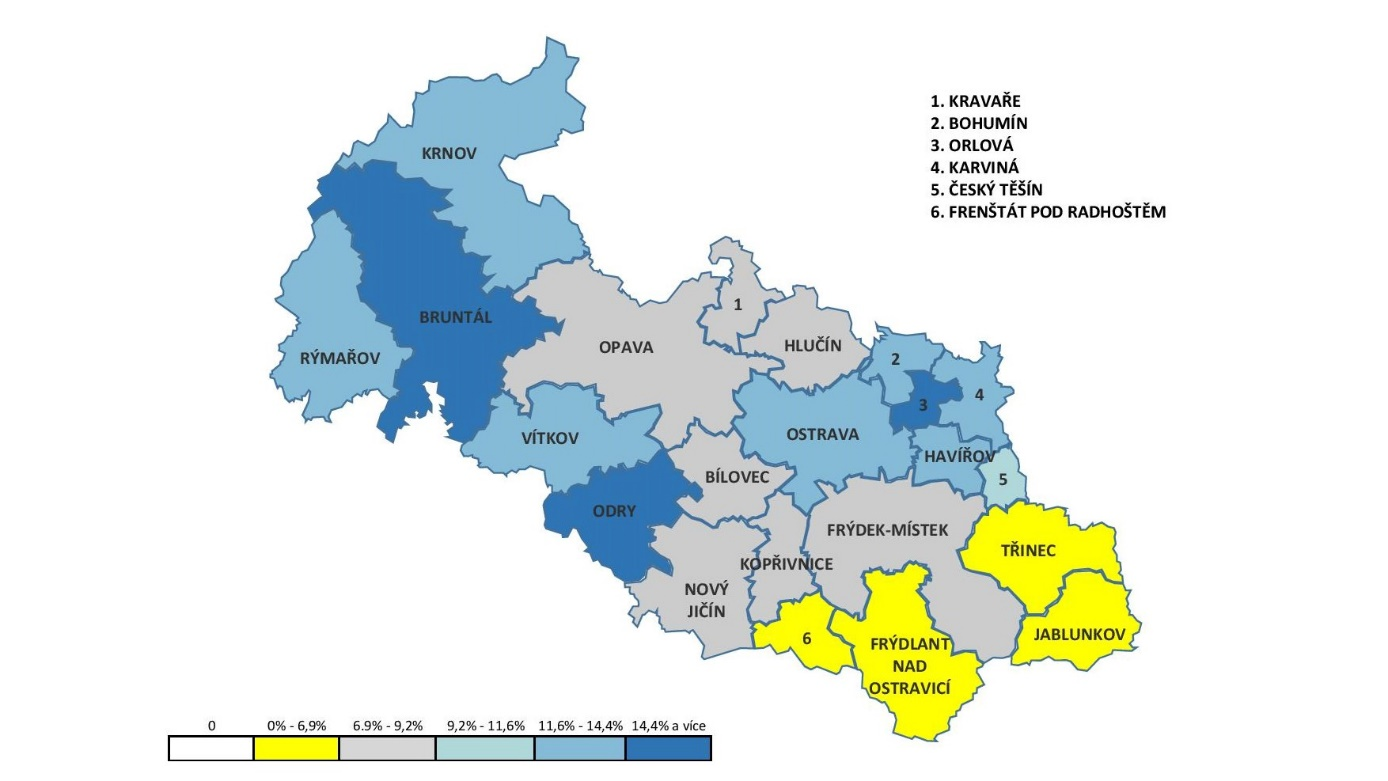 1. KRAVAŘE
2. BOHUMÍN
3. ORLOVÁ
4. KARVINÁ
5. ČESKÝ TĚŠÍN
6. FRENŠTÁT POD RADHOŠTĚM
KRNOV
BRUNTÁL
RÝMAŘOV
OPAVA
1
HLUČÍN
2
3
4
VÍTKOV
OSTRAVA
HAVÍŘOV
5
BÍLOVEC
ODRY
FRÝDEK-MÍSTEK
TŘINEC
KOPŘIVNICE
NOVÝ
JIČÍN
6
FRÝDLANT
NAD
OSTRAVICÍ
JABLUNKOV
0
0% - 6,9%
6.9% - 9,2%
9,2% - 11,6%
11,6% - 14,4%
14,4% a více